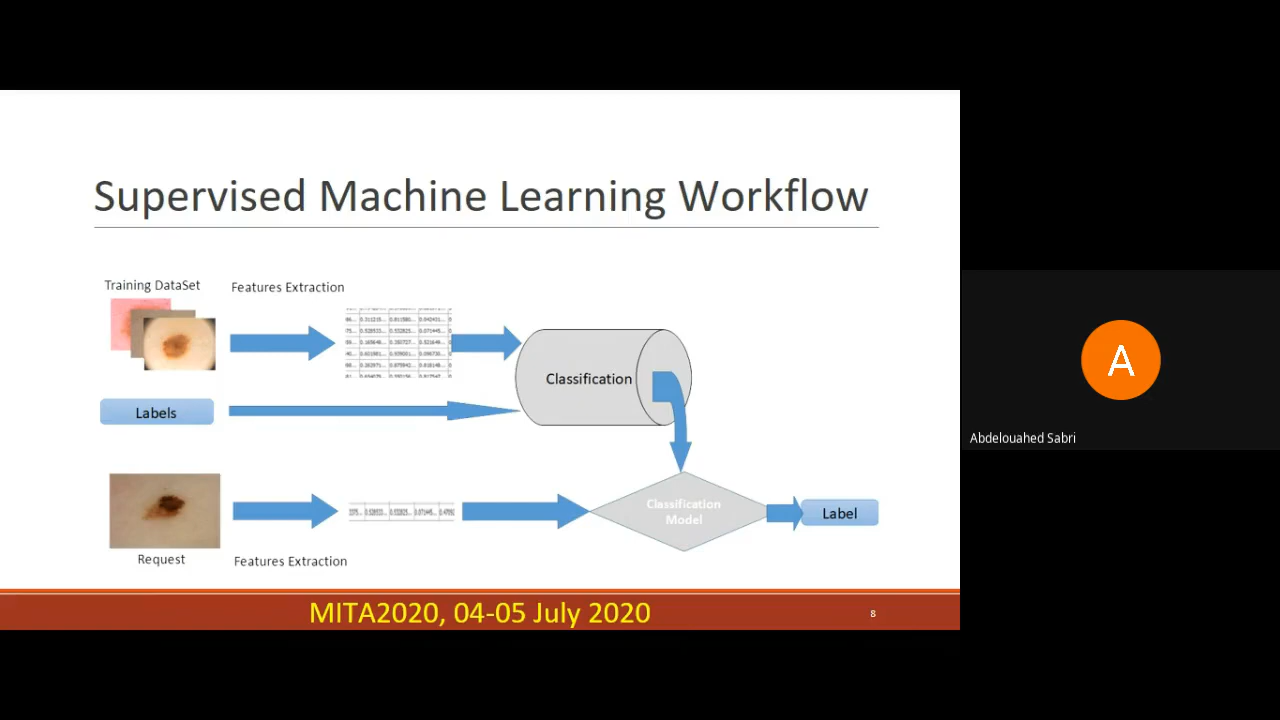 Supervised Machine Learning Workflow
Training DataSet
Features Extraction
Classification
Labels
Classification
Model
Label
Request
Features Extraction
MITA2020, 04-05 July 2020
8
A
Abdelouahed Sabri